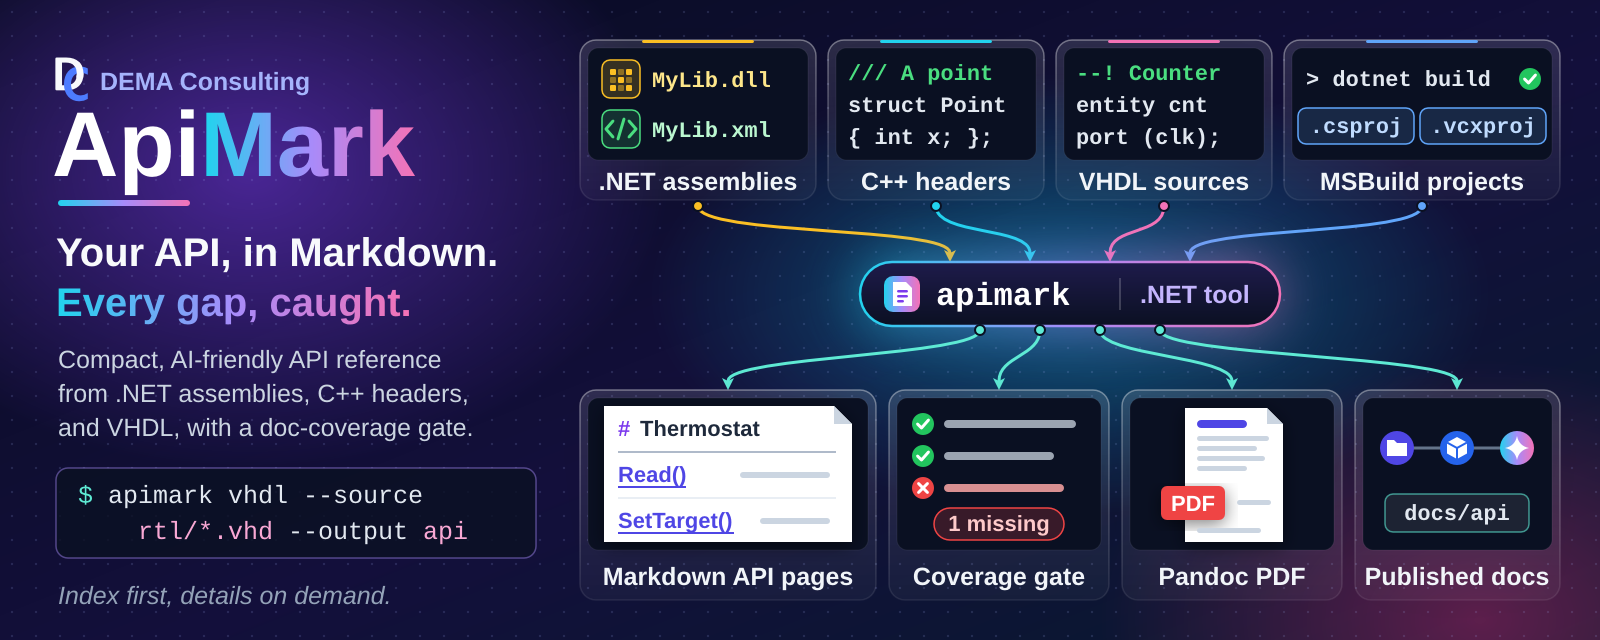 DC DEMA Consulting
ApiMark
Your API, in Markdown.
Every gap, caught.
Compact, AI-friendly API reference
from .NET assemblies, C++ headers,
and VHDL, with a doc-coverage gate.
$ apimark vhdl --source
rtl/*.vhd --output api
Index first, details on demand.
MyLib.dll
</> MyLib.xml
.NET assemblies
/// A point
struct Point
{ int x; };
C++ headers
--! Counter
entity cnt
port (clk);
VHDL sources
> dotnet build
.csproj .vcxproj
MSBuild projects
apimark .NET tool
# Thermostat
Read()
SetTarget()
Markdown API pages
1 missing
Coverage gate
PDF
Pandoc PDF
docs/api
Published docs